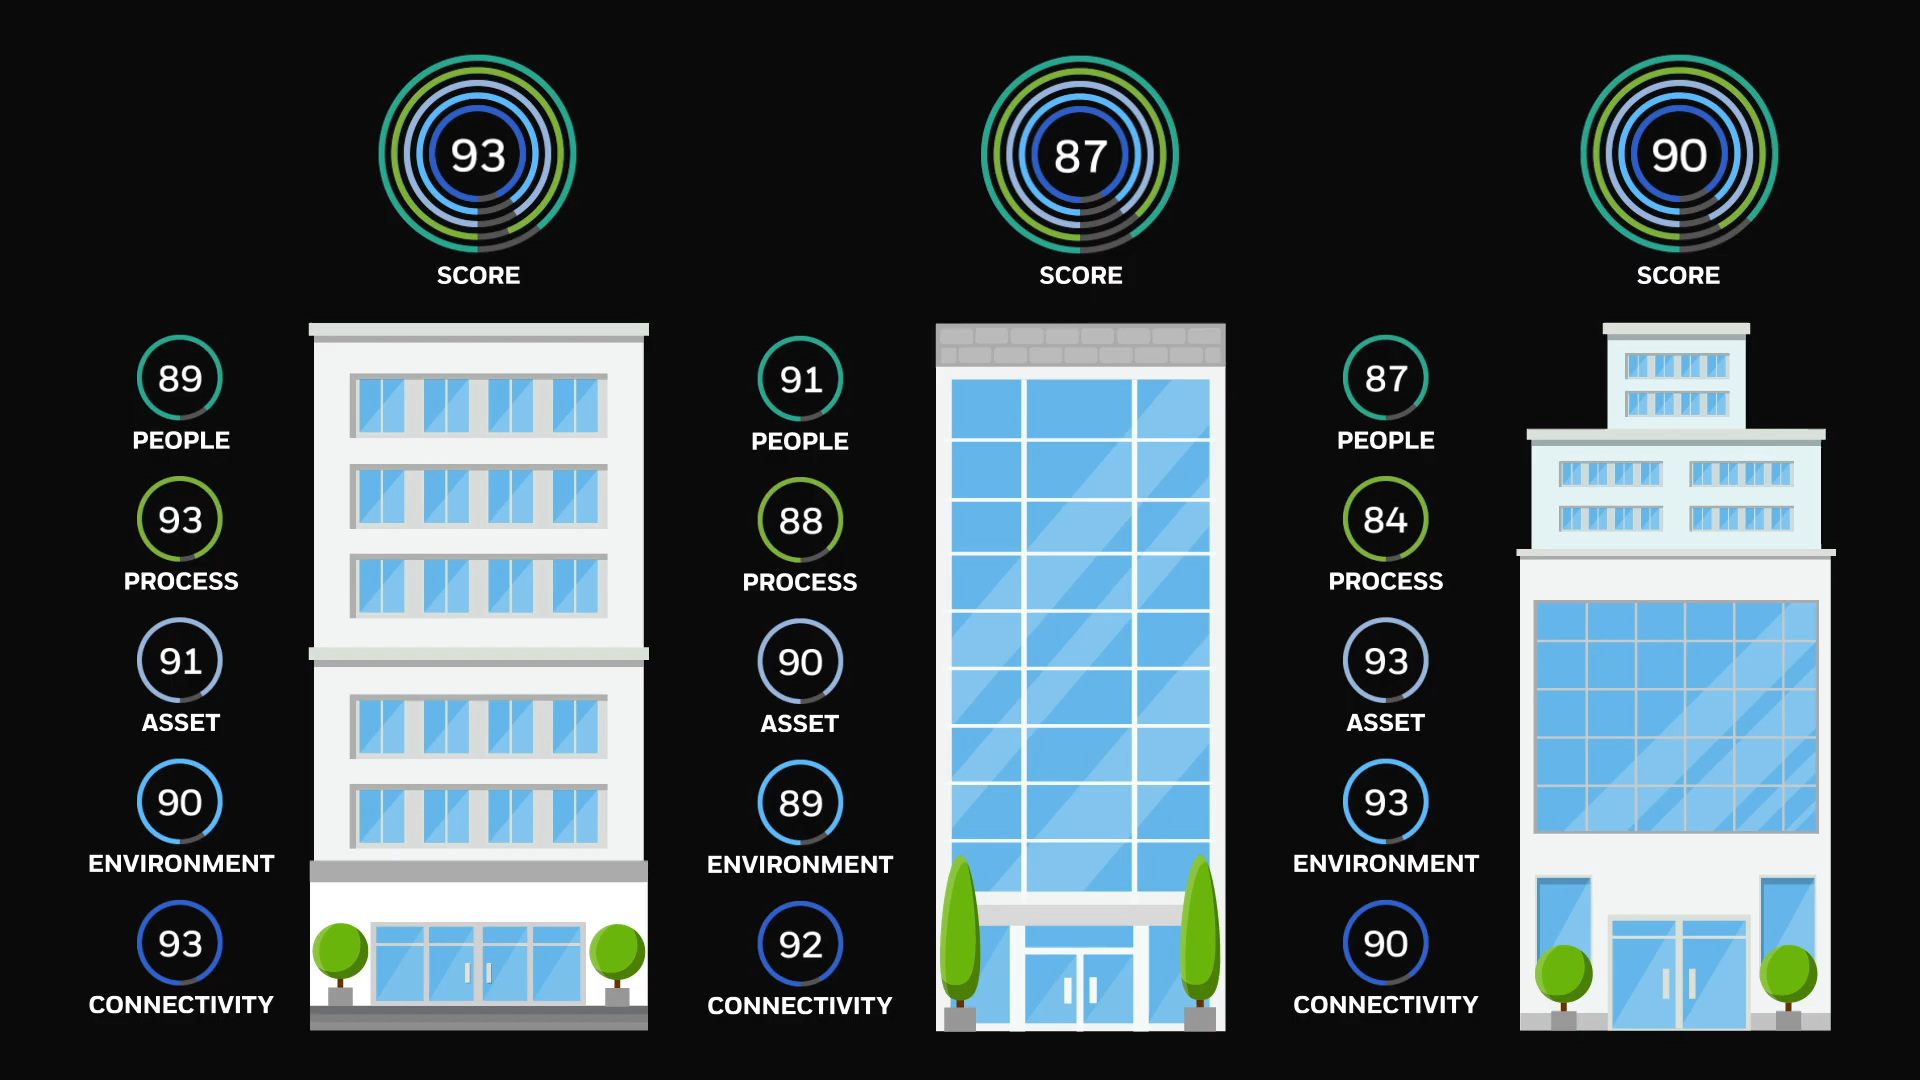 93
SCORE
89
PEOPLE
93
PROCESS
91
ASSET
90
ENVIRONMENT
93
CONNECTIVITY
87
SCORE
91
PEOPLE
88
PROCESS
90
ASSET
89
ENVIRONMENT
92
CONNECTIVITY
90
SCORE
87
PEOPLE
84
PROCESS
93
ASSET
93
ENVIRONMENT
90
CONNECTIVITY